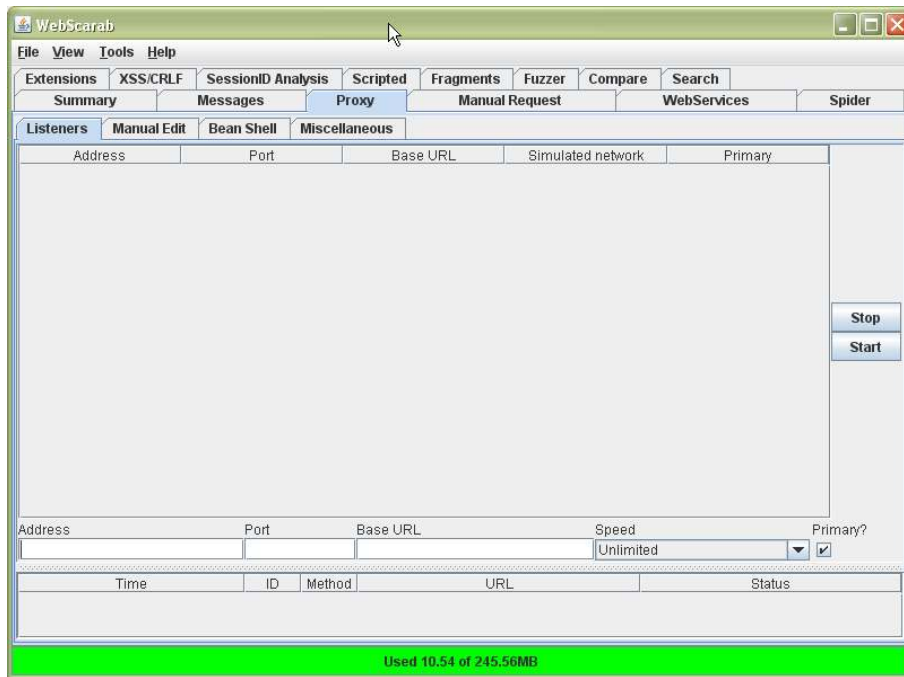 WebScarab
File View Tools Help
Extensions XSS/CRLF SessionID Analysis Scripted Fragments Fuzzer Compare Search
Summary Messages Proxy Manual Request WebServices Spider
Listeners Manual Edit Bean Shell Miscellaneous
Address Port Base URL Simulated network Primary
Stop
Start
Address Port Base URL Speed Primary?
Unlimited
Time ID Method URL Status
Used 10.54 of 245.56MB